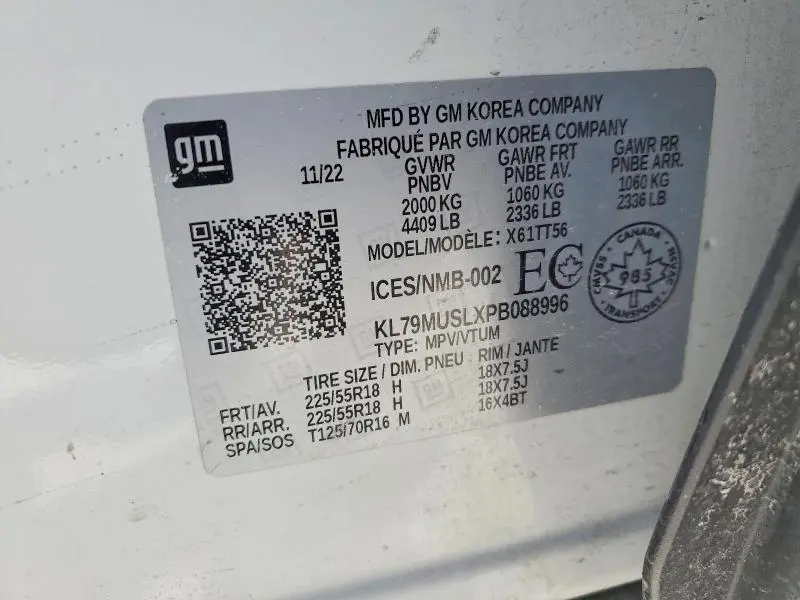 gm
MFD BY GM KOREA COMPANY
FABRIQUÉ PAR GM KOREA COMPANY
11/22 GVWR GAWR FRT GAWR RR
PNBV PNBE AV. PNBE ARR.
2000 KG 1060 KG 1060 KG
4409 LB 2336 LB 2336 LB
MODEL/MODÈLE: X61TT56
ICES/NMB-002 EC
CANADA
CMVSS NSVAC
985
TRANSPORT
KL79MUSLXPB088996
TYPE: MPV/VTUM
TIRE SIZE / DIM. PNEU RIM / JANTE
FRT/AV. 225/55R18 H 18X7.5J
RR/ARR. 225/55R18 H 18X7.5J
SPA/SOS T125/70R16 M 16X4BT